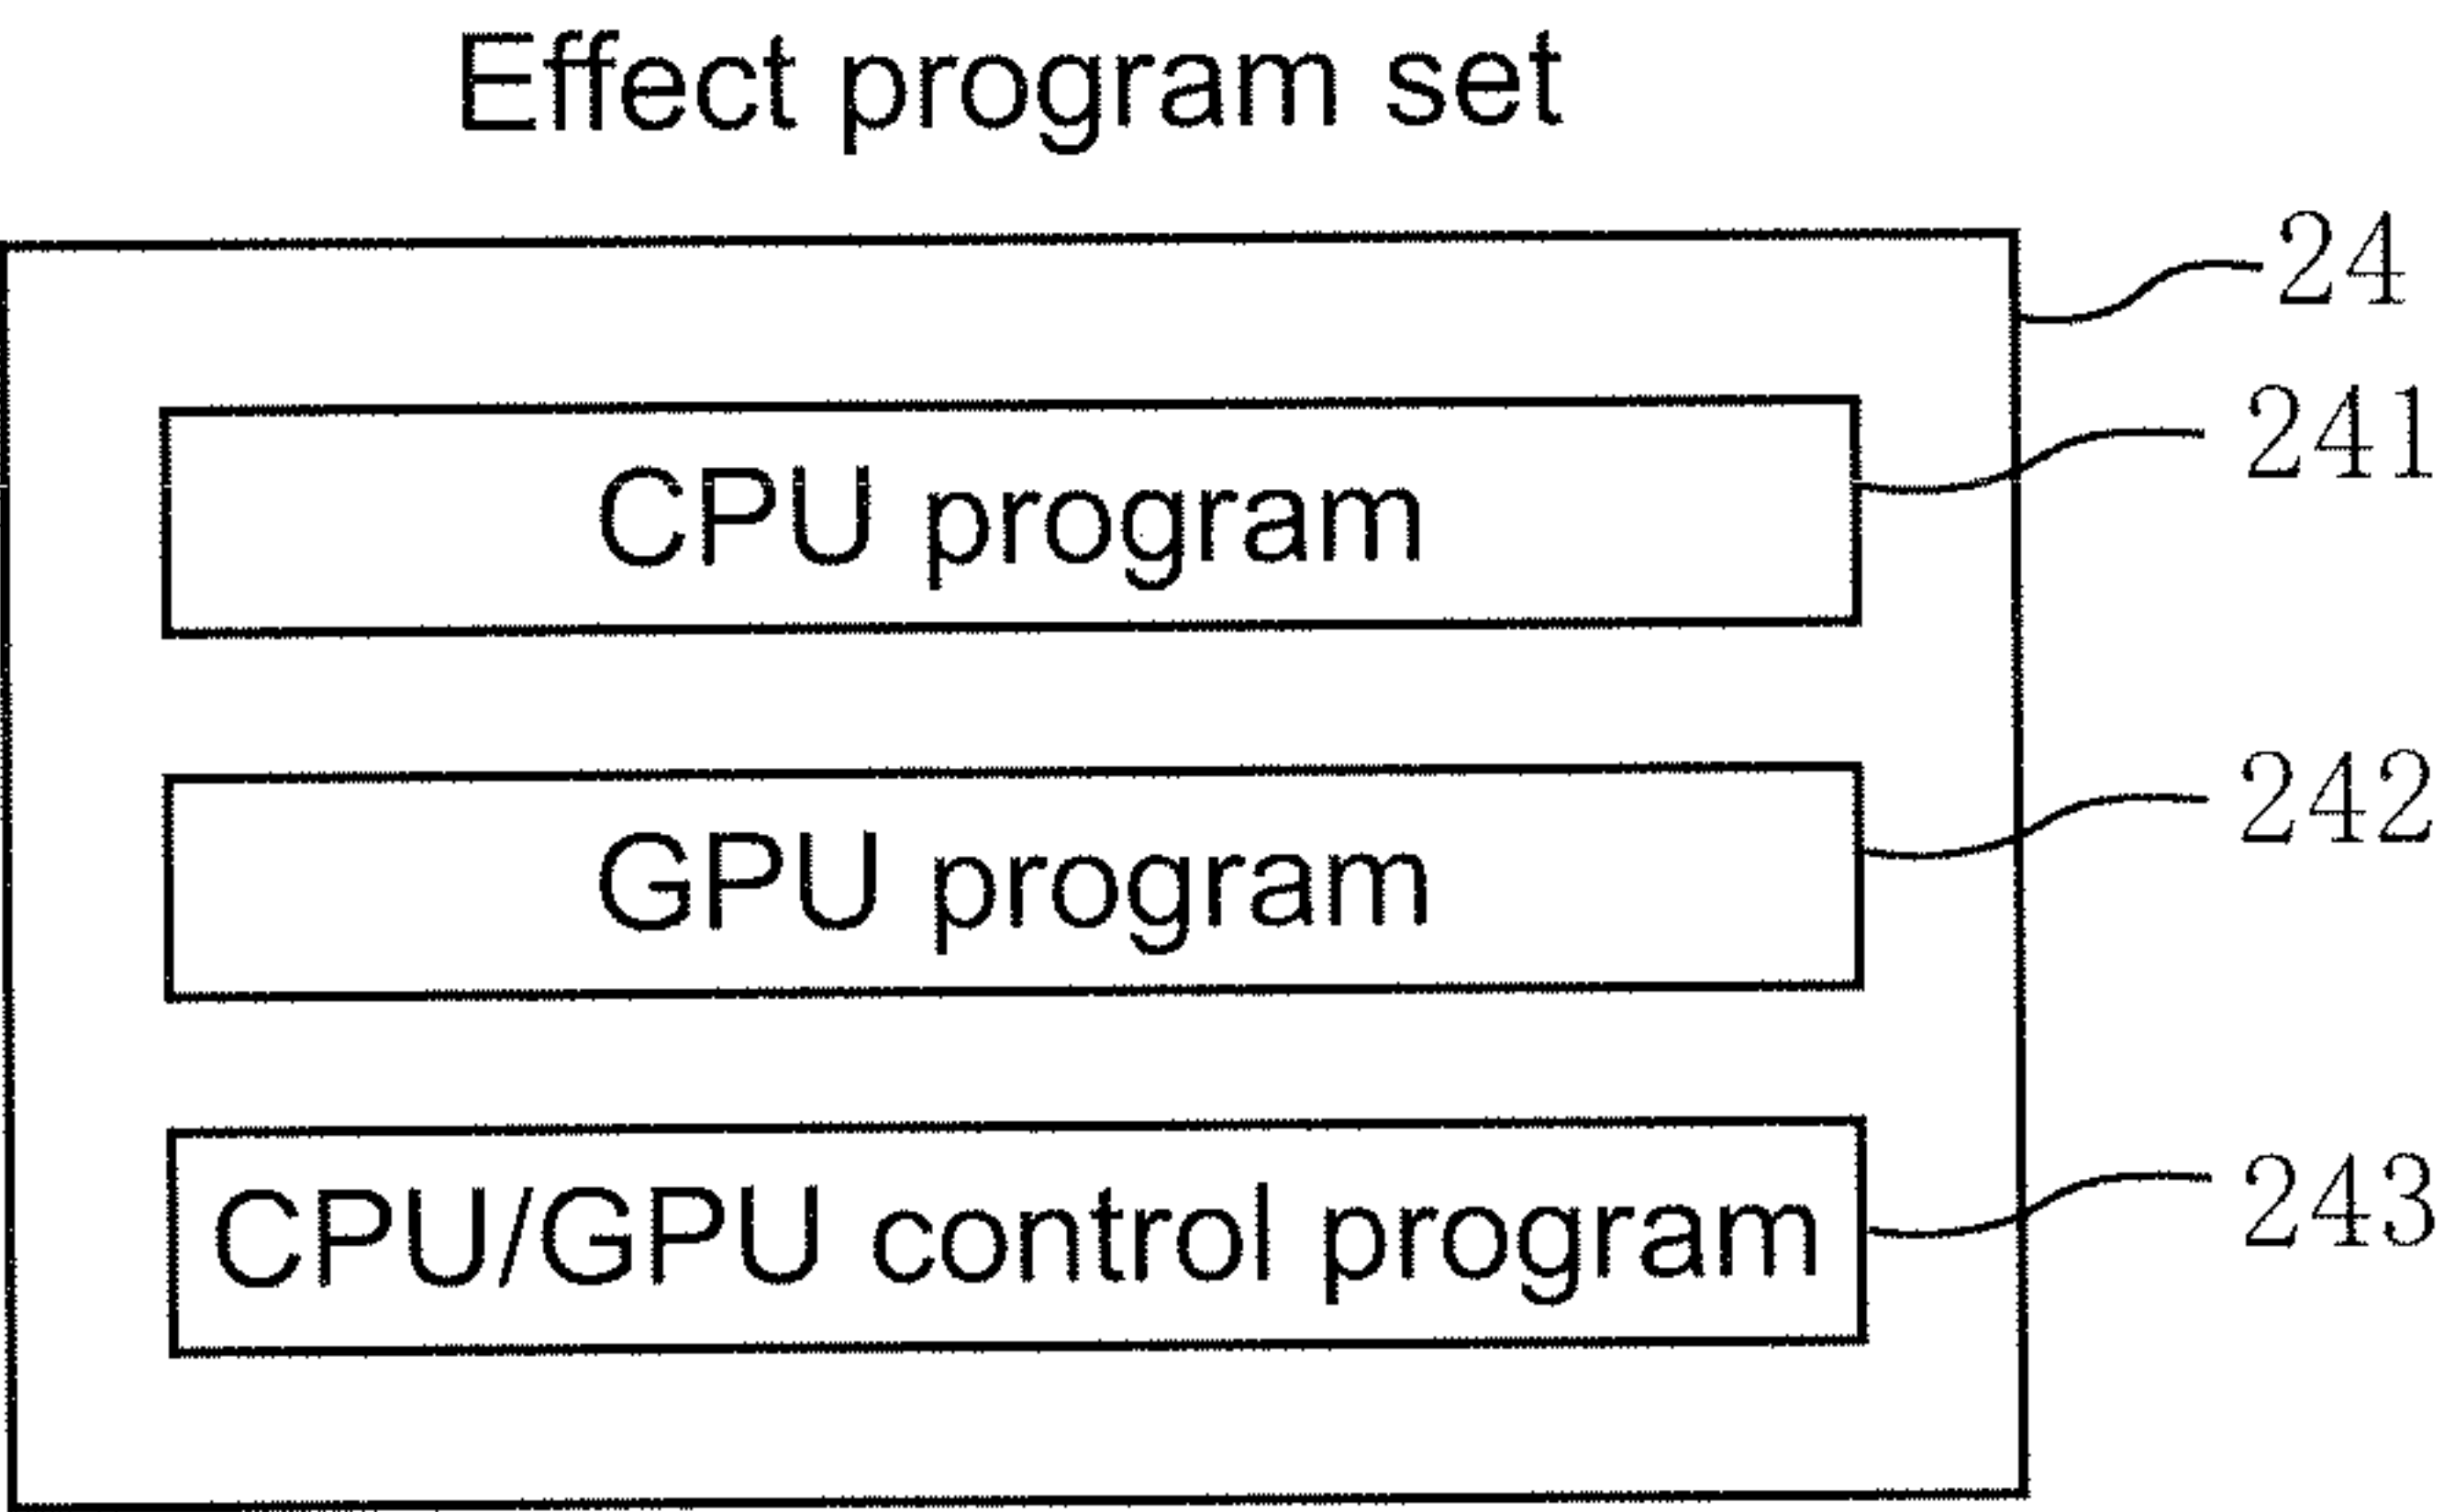 Effect program set
24
241
CPU program
242
GPU program
243
CPU/GPU control program